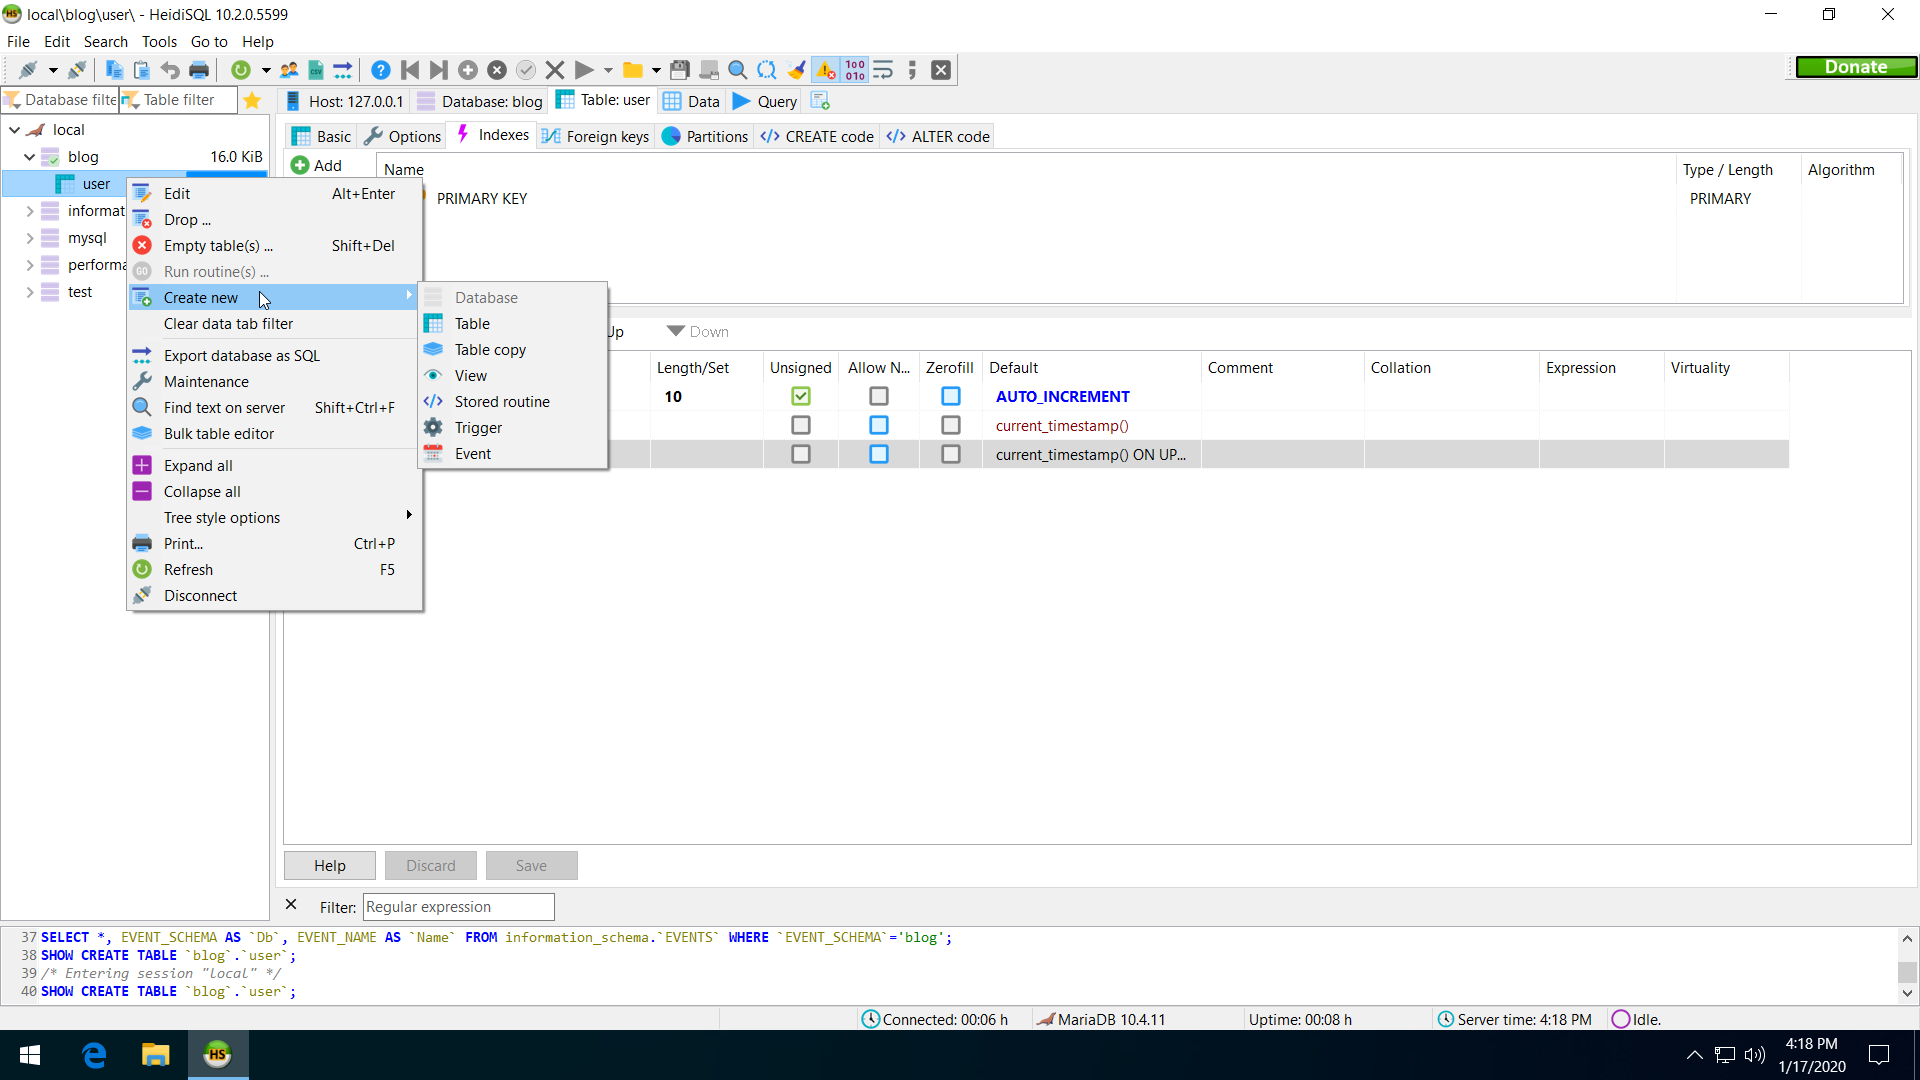 local\blog\user\ - HeidiSQL 10.2.0.5599
File Edit Search Tools Go to Help
Donate
Database filte Table filter
Host: 127.0.0.1 Database: blog Table: user Data Query
local
blog 16.0 KiB
user
informat
mysql
performa
test
Basic Options Indexes Foreign keys Partitions CREATE code ALTER code
Add
Name Type / Length Algorithm
PRIMARY KEY PRIMARY
Edit Alt+Enter
Drop ...
Empty table(s) ... Shift+Del
Run routine(s) ...
Create new
Clear data tab filter
Export database as SQL
Maintenance
Find text on server Shift+Ctrl+F
Bulk table editor
Expand all
Collapse all
Tree style options
Print... Ctrl+P
Refresh F5
Disconnect
Database
Table
Table copy
View
Stored routine
Trigger
Event
Up Down
Length/Set Unsigned Allow N... Zerofill Default Comment Collation Expression Virtuality
10 AUTO_INCREMENT
current_timestamp()
current_timestamp() ON UP...
Help Discard Save
Filter: Regular expression
37 SELECT *, EVENT_SCHEMA AS `Db`, EVENT_NAME AS `Name` FROM information_schema.`EVENTS` WHERE `EVENT_SCHEMA`='blog';
38 SHOW CREATE TABLE `blog`.`user`;
39 /* Entering session "local" */
40 SHOW CREATE TABLE `blog`.`user`;
Connected: 00:06 h MariaDB 10.4.11 Uptime: 00:08 h Server time: 4:18 PM Idle.
4:18 PM
1/17/2020